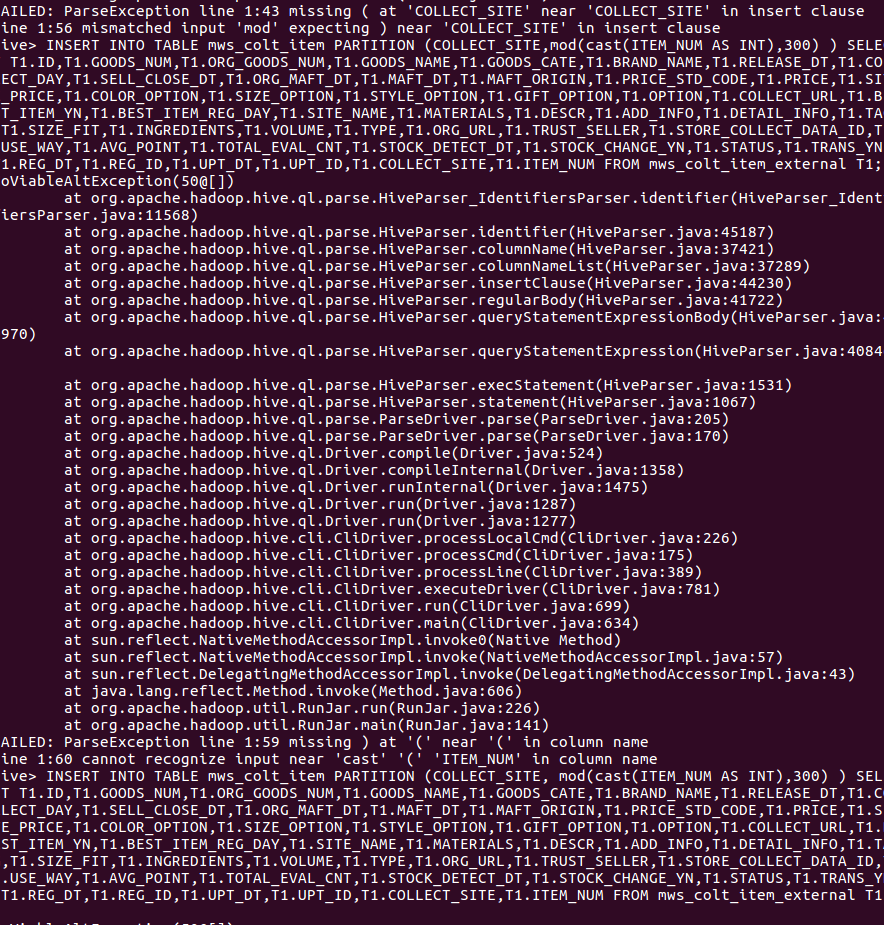 AILED: ParseException line 1:43 missing ( at 'COLLECT_SITE' near 'COLLECT_SITE' in insert clause
ine 1:56 mismatched input 'mod' expecting ) near 'COLLECT_SITE' in insert clause
ive> INSERT INTO TABLE mws_colt_item PARTITION (COLLECT_SITE,mod(cast(ITEM_NUM AS INT),300) ) SELE
T1.ID,T1.GOODS_NUM,T1.ORG_GOODS_NUM,T1.GOODS_NAME,T1.GOODS_CATE,T1.BRAND_NAME,T1.RELEASE_DT,T1.CO
ECT_DAY,T1.SELL_CLOSE_DT,T1.ORG_MAFT_DT,T1.MAFT_DT,T1.MAFT_ORIGIN,T1.PRICE_STD_CODE,T1.PRICE,T1.SI
_PRICE,T1.COLOR_OPTION,T1.SIZE_OPTION,T1.STYLE_OPTION,T1.GIFT_OPTION,T1.OPTION,T1.COLLECT_URL,T1.B
T_ITEM_YN,T1.BEST_ITEM_REG_DAY,T1.SITE_NAME,T1.MATERIALS,T1.DESCR,T1.ADD_INFO,T1.DETAIL_INFO,T1.TA
T1.SIZE_FIT,T1.INGREDIENTS,T1.VOLUME,T1.TYPE,T1.ORG_URL,T1.TRUST_SELLER,T1.STORE_COLLECT_DATA_ID,T
USE_WAY,T1.AVG_POINT,T1.TOTAL_EVAL_CNT,T1.STOCK_DETECT_DT,T1.STOCK_CHANGE_YN,T1.STATUS,T1.TRANS_YN
1.REG_DT,T1.REG_ID,T1.UPT_DT,T1.UPT_ID,T1.COLLECT_SITE,T1.ITEM_NUM FROM mws_colt_item_external T1;
oViableAltException(50@[])
at org.apache.hadoop.hive.ql.parse.HiveParser_IdentifiersParser.identifier(HiveParser_Ident
iersParser.java:11568)
at org.apache.hadoop.hive.ql.parse.HiveParser.identifier(HiveParser.java:45187)
at org.apache.hadoop.hive.ql.parse.HiveParser.columnName(HiveParser.java:37421)
at org.apache.hadoop.hive.ql.parse.HiveParser.columnNameList(HiveParser.java:37289)
at org.apache.hadoop.hive.ql.parse.HiveParser.insertClause(HiveParser.java:44230)
at org.apache.hadoop.hive.ql.parse.HiveParser.regularBody(HiveParser.java:41722)
at org.apache.hadoop.hive.ql.parse.HiveParser.queryStatementExpressionBody(HiveParser.java:
970)
at org.apache.hadoop.hive.ql.parse.HiveParser.queryStatementExpression(HiveParser.java:4084
at org.apache.hadoop.hive.ql.parse.HiveParser.execStatement(HiveParser.java:1531)
at org.apache.hadoop.hive.ql.parse.HiveParser.statement(HiveParser.java:1067)
at org.apache.hadoop.hive.ql.parse.ParseDriver.parse(ParseDriver.java:205)
at org.apache.hadoop.hive.ql.parse.ParseDriver.parse(ParseDriver.java:170)
at org.apache.hadoop.hive.ql.Driver.compile(Driver.java:524)
at org.apache.hadoop.hive.ql.Driver.compileInternal(Driver.java:1358)
at org.apache.hadoop.hive.ql.Driver.runInternal(Driver.java:1475)
at org.apache.hadoop.hive.ql.Driver.run(Driver.java:1287)
at org.apache.hadoop.hive.ql.Driver.run(Driver.java:1277)
at org.apache.hadoop.hive.cli.CliDriver.processLocalCmd(CliDriver.java:226)
at org.apache.hadoop.hive.cli.CliDriver.processCmd(CliDriver.java:175)
at org.apache.hadoop.hive.cli.CliDriver.processLine(CliDriver.java:389)
at org.apache.hadoop.hive.cli.CliDriver.executeDriver(CliDriver.java:781)
at org.apache.hadoop.hive.cli.CliDriver.run(CliDriver.java:699)
at org.apache.hadoop.hive.cli.CliDriver.main(CliDriver.java:634)
at sun.reflect.NativeMethodAccessorImpl.invoke0(Native Method)
at sun.reflect.NativeMethodAccessorImpl.invoke(NativeMethodAccessorImpl.java:57)
at sun.reflect.DelegatingMethodAccessorImpl.invoke(DelegatingMethodAccessorImpl.java:43)
at java.lang.reflect.Method.invoke(Method.java:606)
at org.apache.hadoop.util.RunJar.run(RunJar.java:226)
at org.apache.hadoop.util.RunJar.main(RunJar.java:141)
AILED: ParseException line 1:59 missing ) at '(' near '(' in column name
ine 1:60 cannot recognize input near 'cast' '(' 'ITEM_NUM' in column name
ive> INSERT INTO TABLE mws_colt_item PARTITION (COLLECT_SITE, mod(cast(ITEM_NUM AS INT),300) ) SEL
T T1.ID,T1.GOODS_NUM,T1.ORG_GOODS_NUM,T1.GOODS_NAME,T1.GOODS_CATE,T1.BRAND_NAME,T1.RELEASE_DT,T1.C
LECT_DAY,T1.SELL_CLOSE_DT,T1.ORG_MAFT_DT,T1.MAFT_DT,T1.MAFT_ORIGIN,T1.PRICE_STD_CODE,T1.PRICE,T1.S
E_PRICE,T1.COLOR_OPTION,T1.SIZE_OPTION,T1.STYLE_OPTION,T1.GIFT_OPTION,T1.OPTION,T1.COLLECT_URL,T1.
ST_ITEM_YN,T1.BEST_ITEM_REG_DAY,T1.SITE_NAME,T1.MATERIALS,T1.DESCR,T1.ADD_INFO,T1.DETAIL_INFO,T1.T
,T1.SIZE_FIT,T1.INGREDIENTS,T1.VOLUME,T1.TYPE,T1.ORG_URL,T1.TRUST_SELLER,T1.STORE_COLLECT_DATA_ID,
.USE_WAY,T1.AVG_POINT,T1.TOTAL_EVAL_CNT,T1.STOCK_DETECT_DT,T1.STOCK_CHANGE_YN,T1.STATUS,T1.TRANS_Y
T1.REG_DT,T1.REG_ID,T1.UPT_DT,T1.UPT_ID,T1.COLLECT_SITE,T1.ITEM_NUM FROM mws_colt_item_external T1